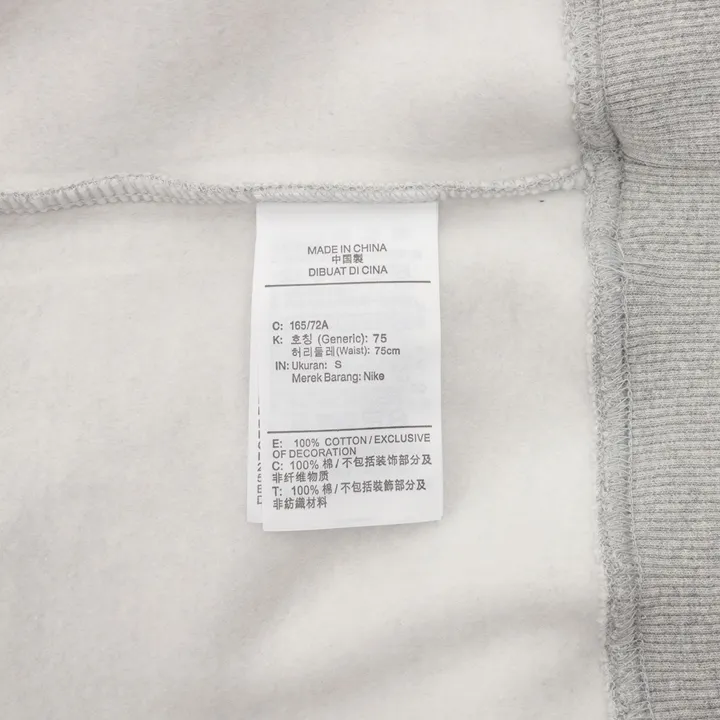 MADE IN CHINA
中国製
DIBUAT DI CINA
C: 165/72A
K: 호칭 (Generic): 75
허리둘레(Waist): 75cm
IN: Ukuran: S
Merek Barang: Nike
E: 100% COTTON / EXCLUSIVE
OF DECORATION
C: 100% 棉 / 不包括装饰部分及
非纤维物质
T: 100% 棉 / 不包括裝飾部分及
非紡織材料